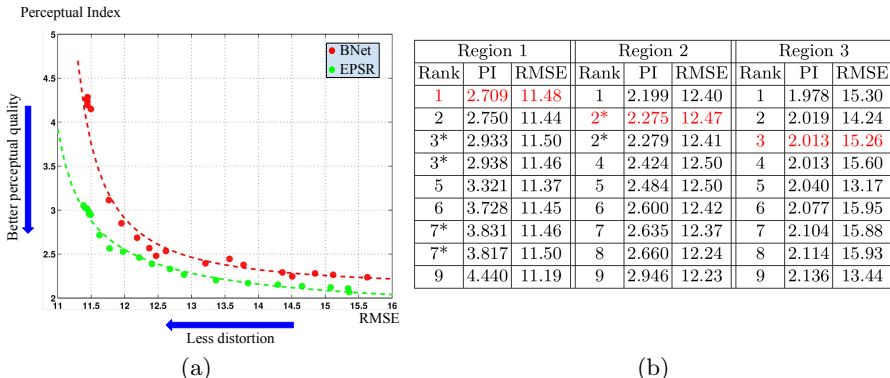 Perceptual Index
5
4.5
4
3.5
3
2.5
2
BNet
EPSR
Better perceptual quality
11 11.5 12 12.5 13 13.5 14 14.5 15 15.5 16
RMSE
Less distortion
(a)
Region 1 Region 2 Region 3
Rank PI RMSE Rank PI RMSE Rank PI RMSE
1 2.709 11.48 1 2.199 12.40 1 1.978 15.30
2 2.750 11.44 2* 2.275 12.47 2 2.019 14.24
3* 2.933 11.50 2* 2.279 12.41 3 2.013 15.26
3* 2.938 11.46 4 2.424 12.50 4 2.013 15.60
5 3.321 11.37 5 2.484 12.50 5 2.040 13.17
6 3.728 11.45 6 2.600 12.42 6 2.077 15.95
7* 3.831 11.46 7 2.635 12.37 7 2.104 15.88
7* 3.817 11.50 8 2.660 12.24 8 2.114 15.93
9 4.440 11.19 9 2.946 12.23 9 2.136 13.44
(b)